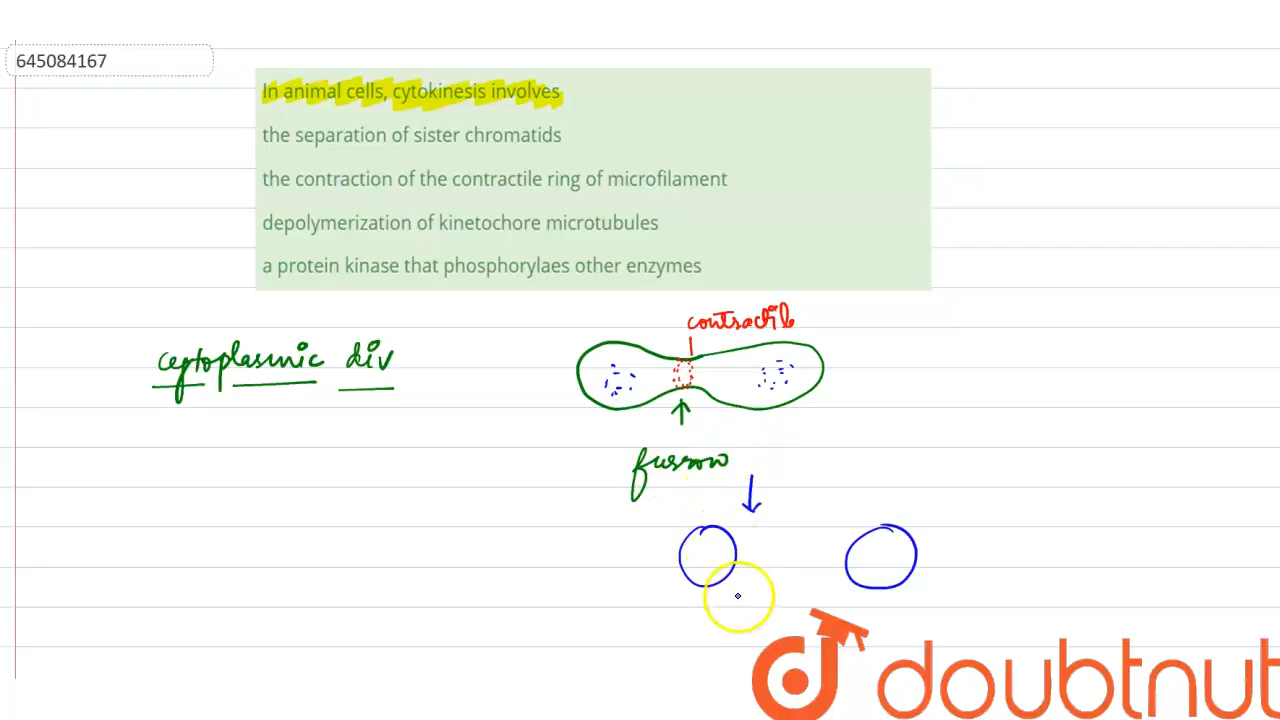 645084167
In animal cells, cytokinesis involves
the separation of sister chromatids
the contraction of the contractile ring of microfilament
depolymerization of kinetochore microtubules
a protein kinase that phosphorylaes other enzymes
contractile
cytoplasmic div
furrow
doubtnut